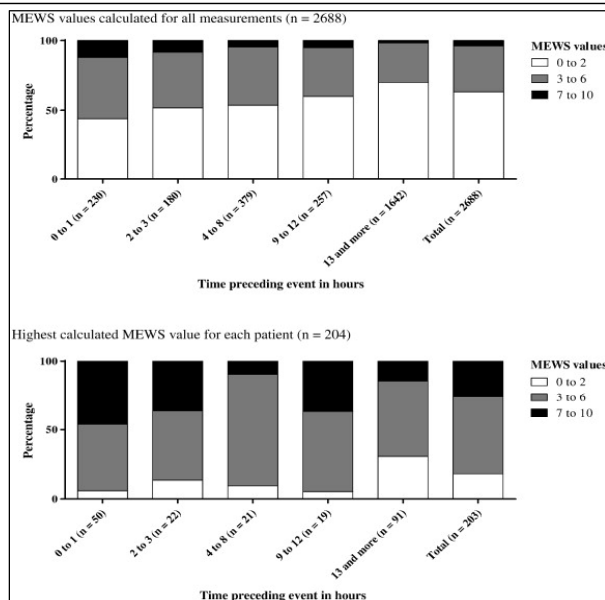 MEWS values calculated for all measurements (n = 2688)
MEWS values
0 to 2
3 to 6
7 to 10
Percentage
100
50
0
0 to 1 (n = 230)
2 to 3 (n = 180)
4 to 8 (n = 379)
9 to 12 (n = 257)
13 and more (n = 1642)
Total (n = 2688)
Time preceding event in hours
Highest calculated MEWS value for each patient (n = 204)
MEWS values
0 to 2
3 to 6
7 to 10
Percentage
100
50
0
0 to 1 (n = 50)
2 to 3 (n = 22)
4 to 8 (n = 21)
9 to 12 (n = 19)
13 and more (n = 91)
Total (n = 203)
Time preceding event in hours